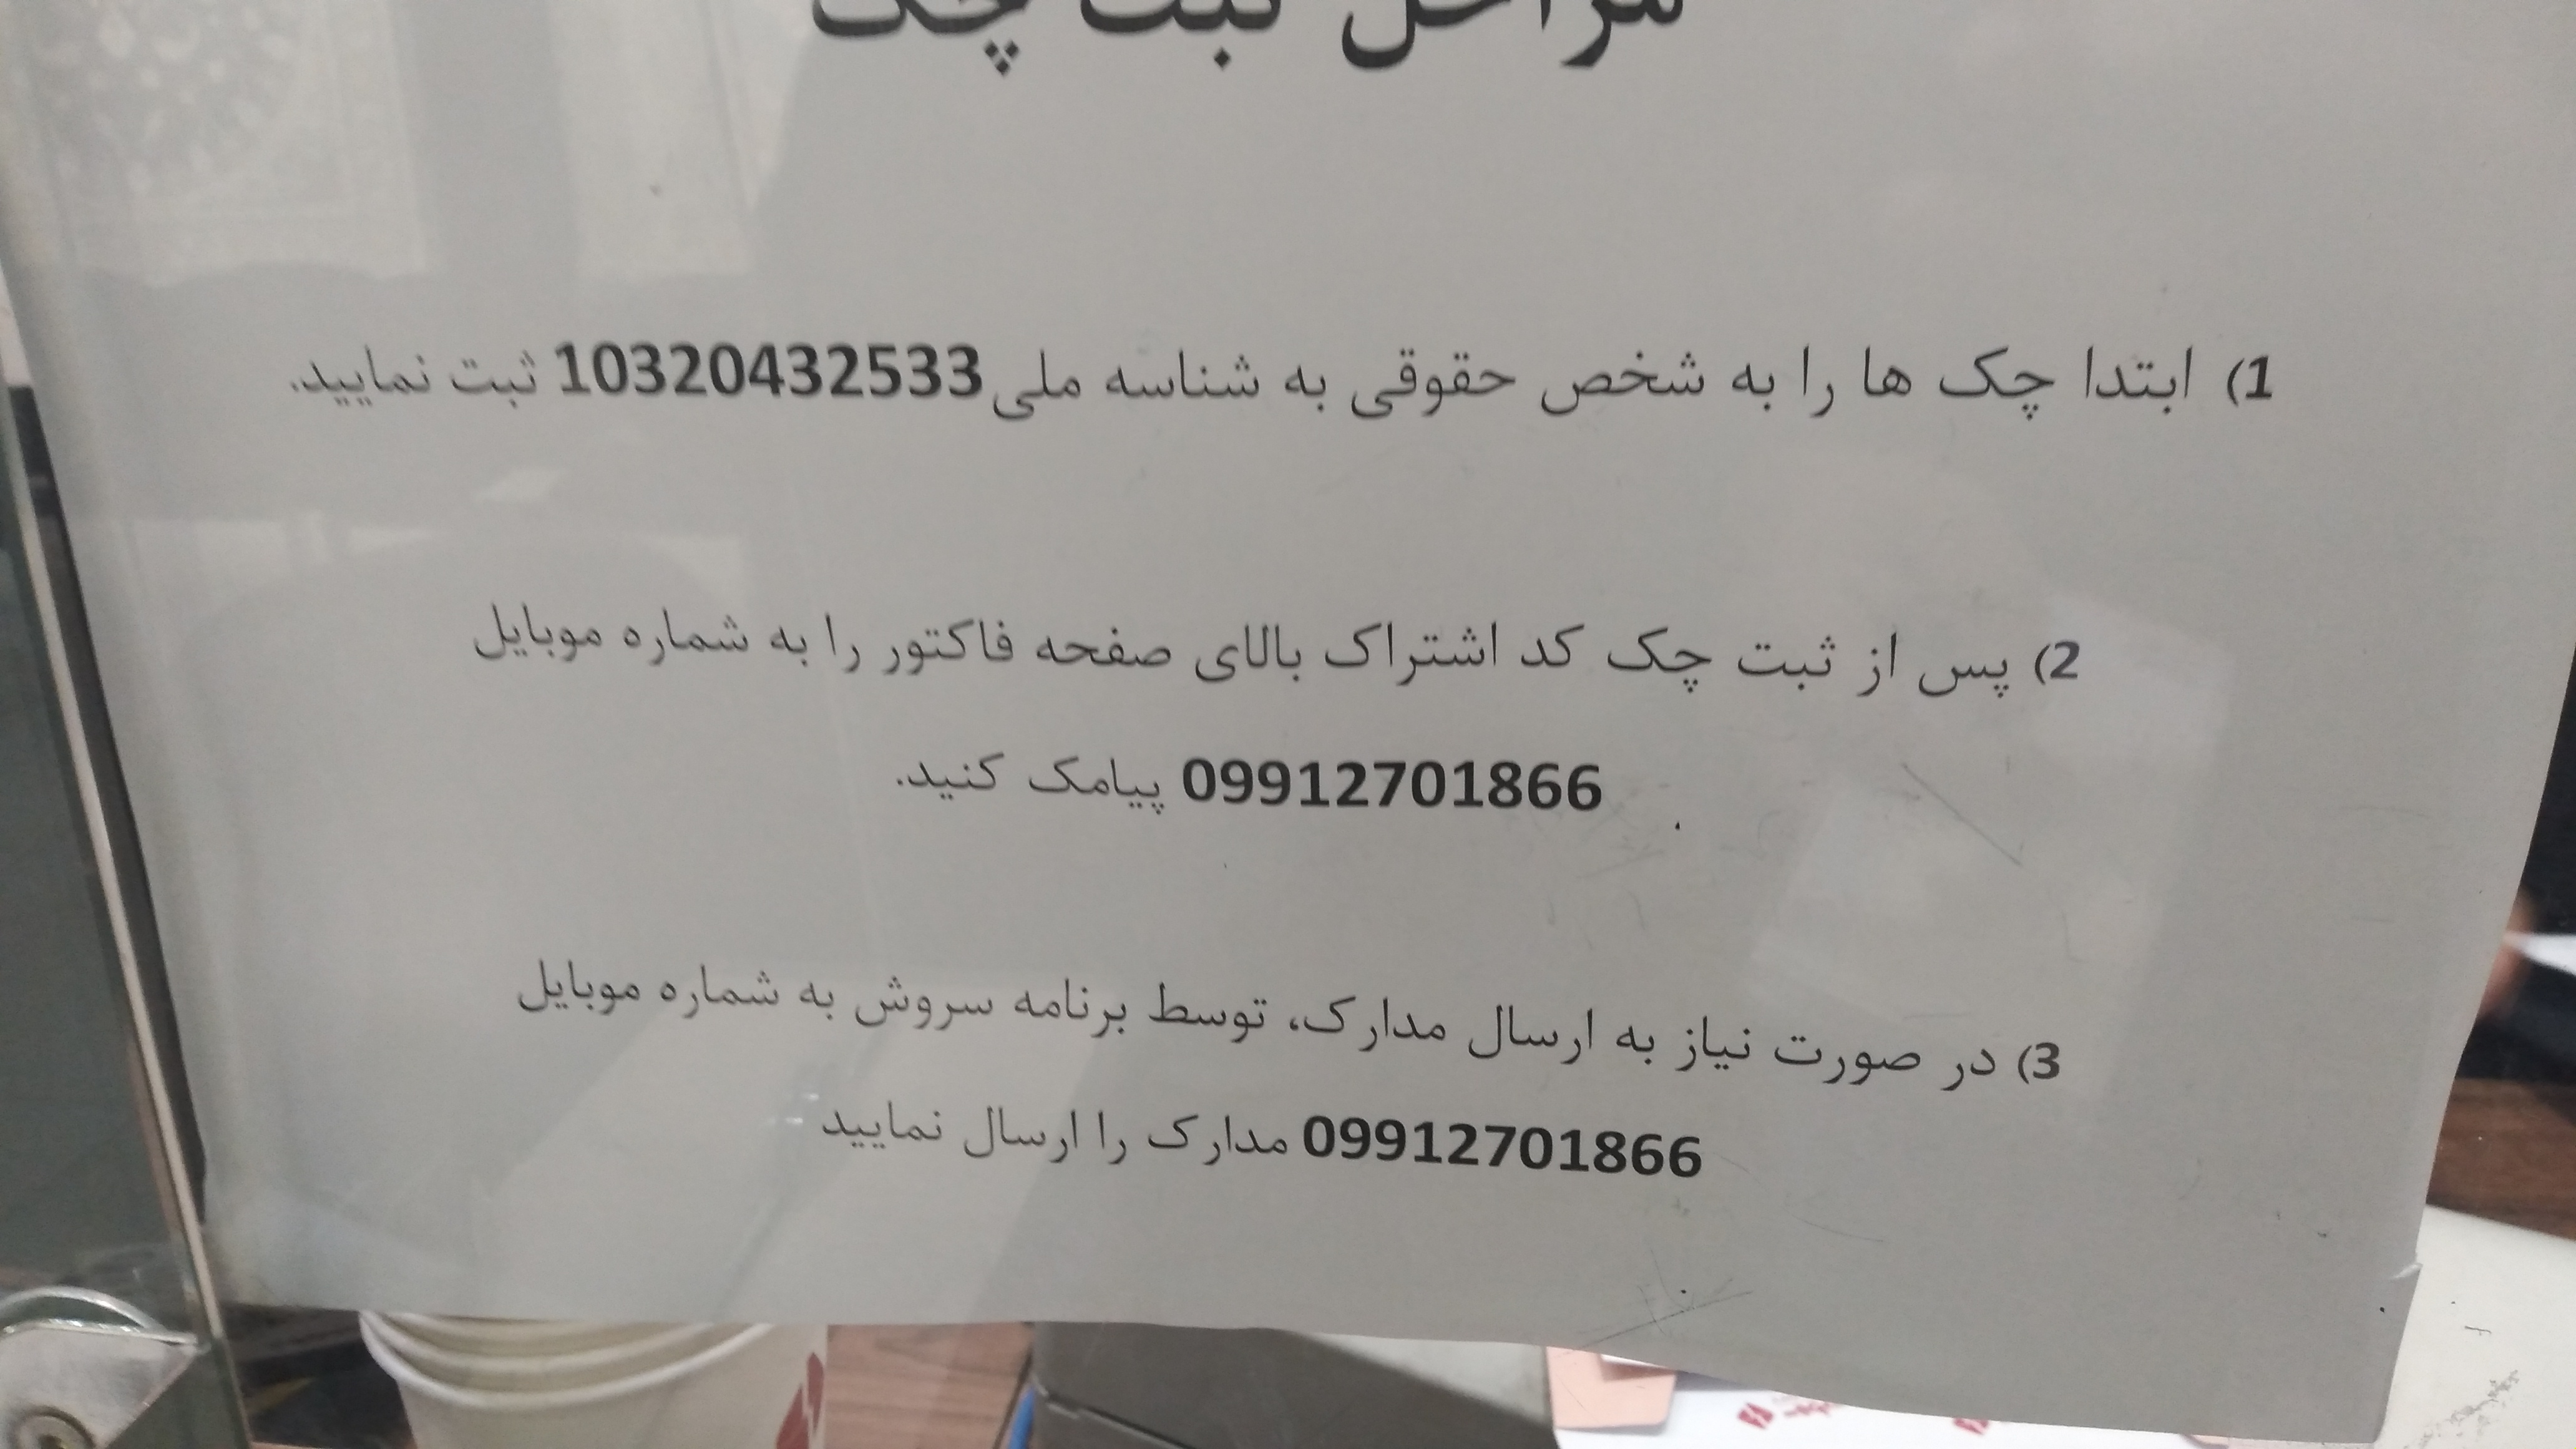 مراحل ثبت چک
1) ابتدا چک ها را به شخص حقوقی به شناسه ملی 10320432533 ثبت نمایید.
2) پس از ثبت چک کد اشتراک بالای صفحه فاکتور را به شماره موبایل
09912701866 پیامک کنید.
3) در صورت نیاز به ارسال مدارک، توسط برنامه سروش به شماره موبایل
09912701866 مدارک را ارسال نمایید